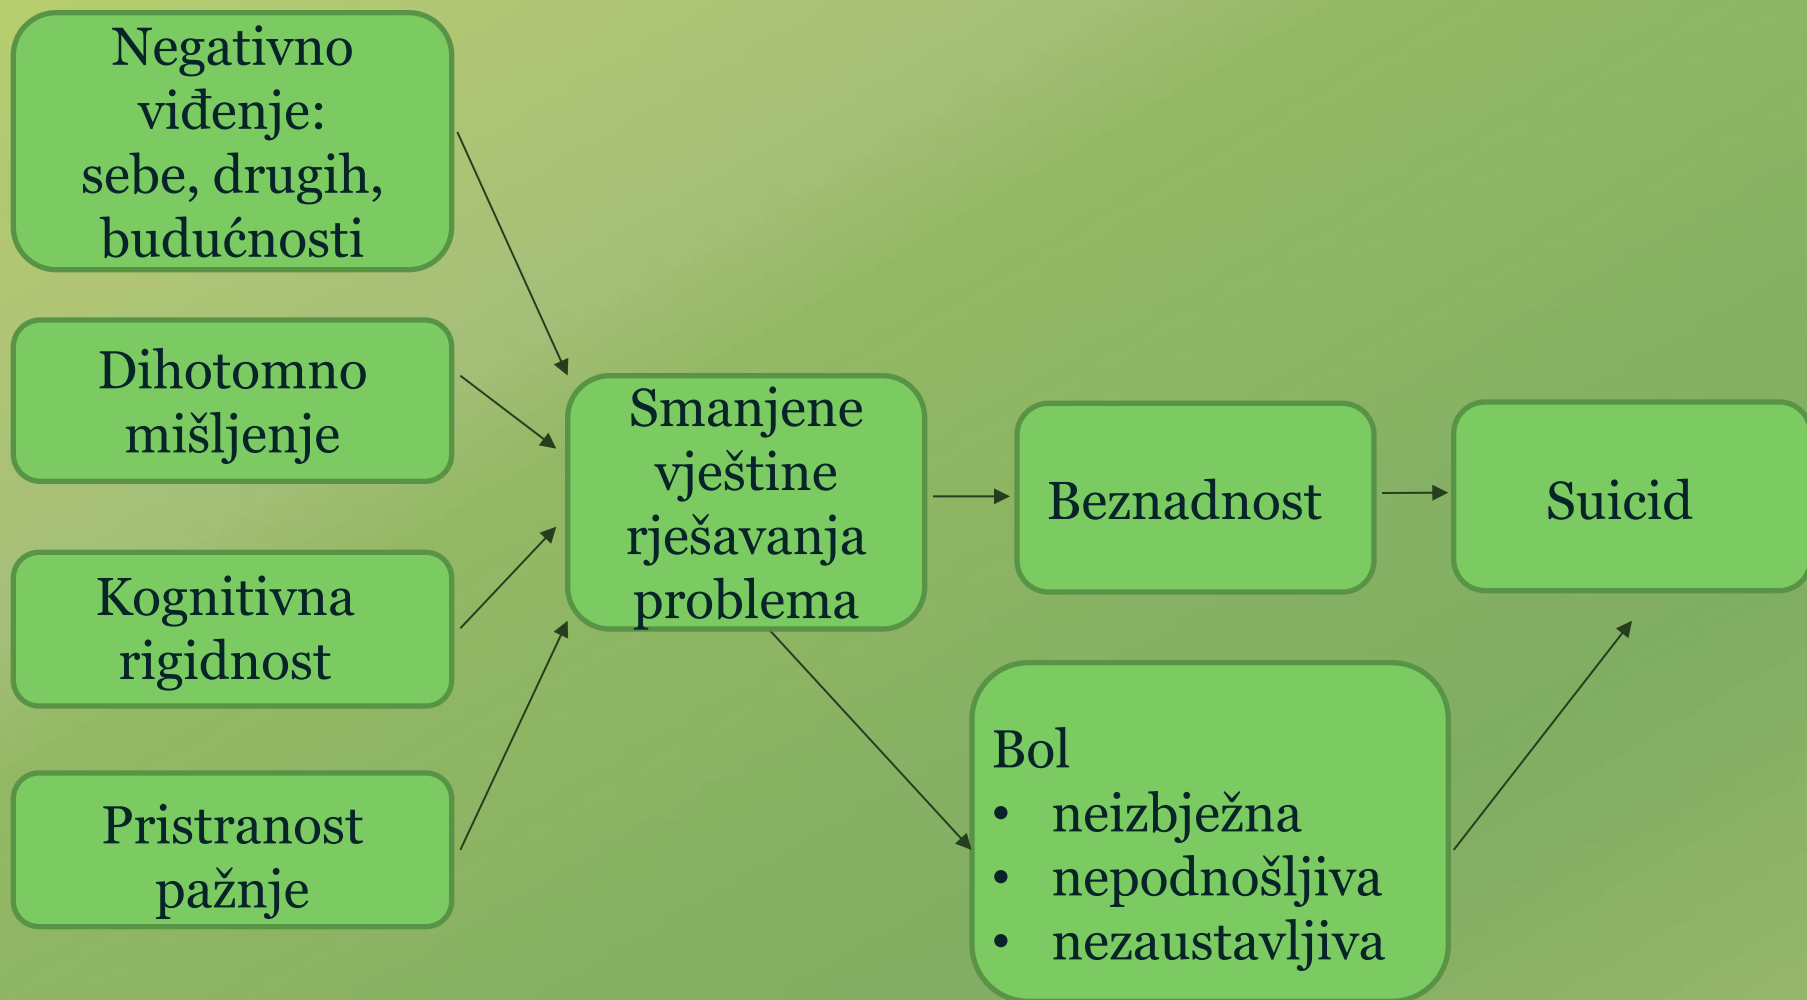 Negativno
viđenje:
sebe, drugih,
budućnosti
Dihotomno
mišljenje
Kognitivna
rigidnost
Pristranost
pažnje
Smanjene
vještine
rješavanja
problema
Beznadnost
Suicid
Bol
• neizbježna
• nepodnošljiva
• nezaustavljiva